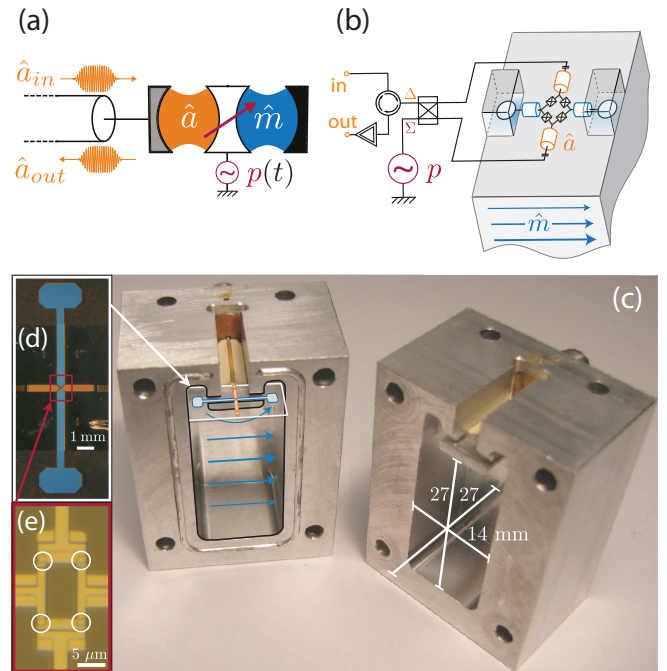 (a)
â_in
â_out
â
m̂
p(t)
(b)
in
out
Δ
Σ
p
â
m̂
(c)
27 27
14 mm
(d)
1 mm
(e)
5 μm